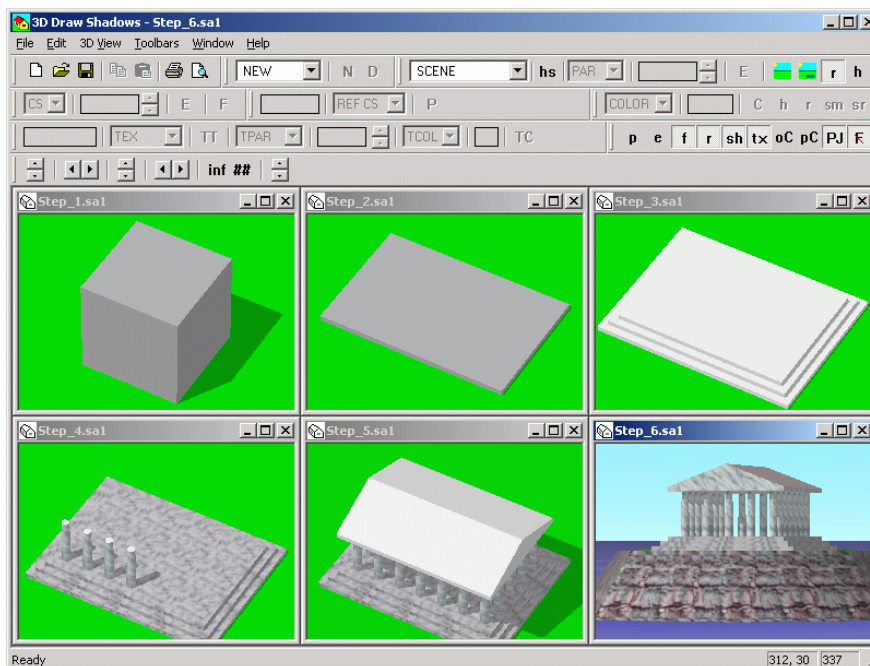 3D Draw Shadows - Step_6.sa1
File Edit 3D View Toolbars Window Help
NEW N D SCENE hs PAR E r h
CS E F REF CS P COLOR C h r sm sr
TEX TT TPAR TCOL TC p e f r sh tx oC pC PJ F
inf ##
Step_1.sa1 Step_2.sa1 Step_3.sa1
Step_4.sa1 Step_5.sa1 Step_6.sa1
Ready 312, 30 337